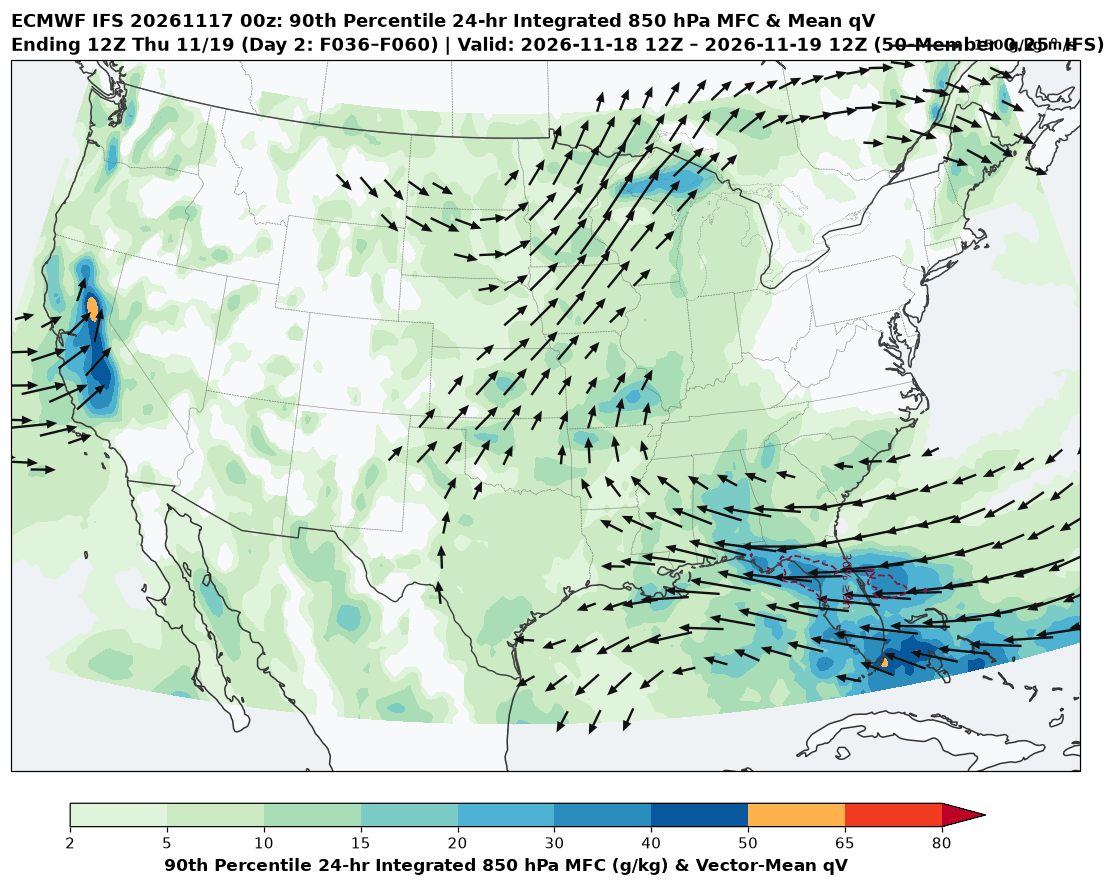 ECMWF IFS 20261117 00z: 90th Percentile 24-hr Integrated 850 hPa MFC & Mean qV
Ending 12Z Thu 11/19 (Day 2: F036–F060) | Valid: 2026-11-18 12Z – 2026-11-19 12Z (50-Member 0.25° IFS)
2 5 10 15 20 30 40 50 65 80
90th Percentile 24-hr Integrated 850 hPa MFC (g/kg) & Vector-Mean qV